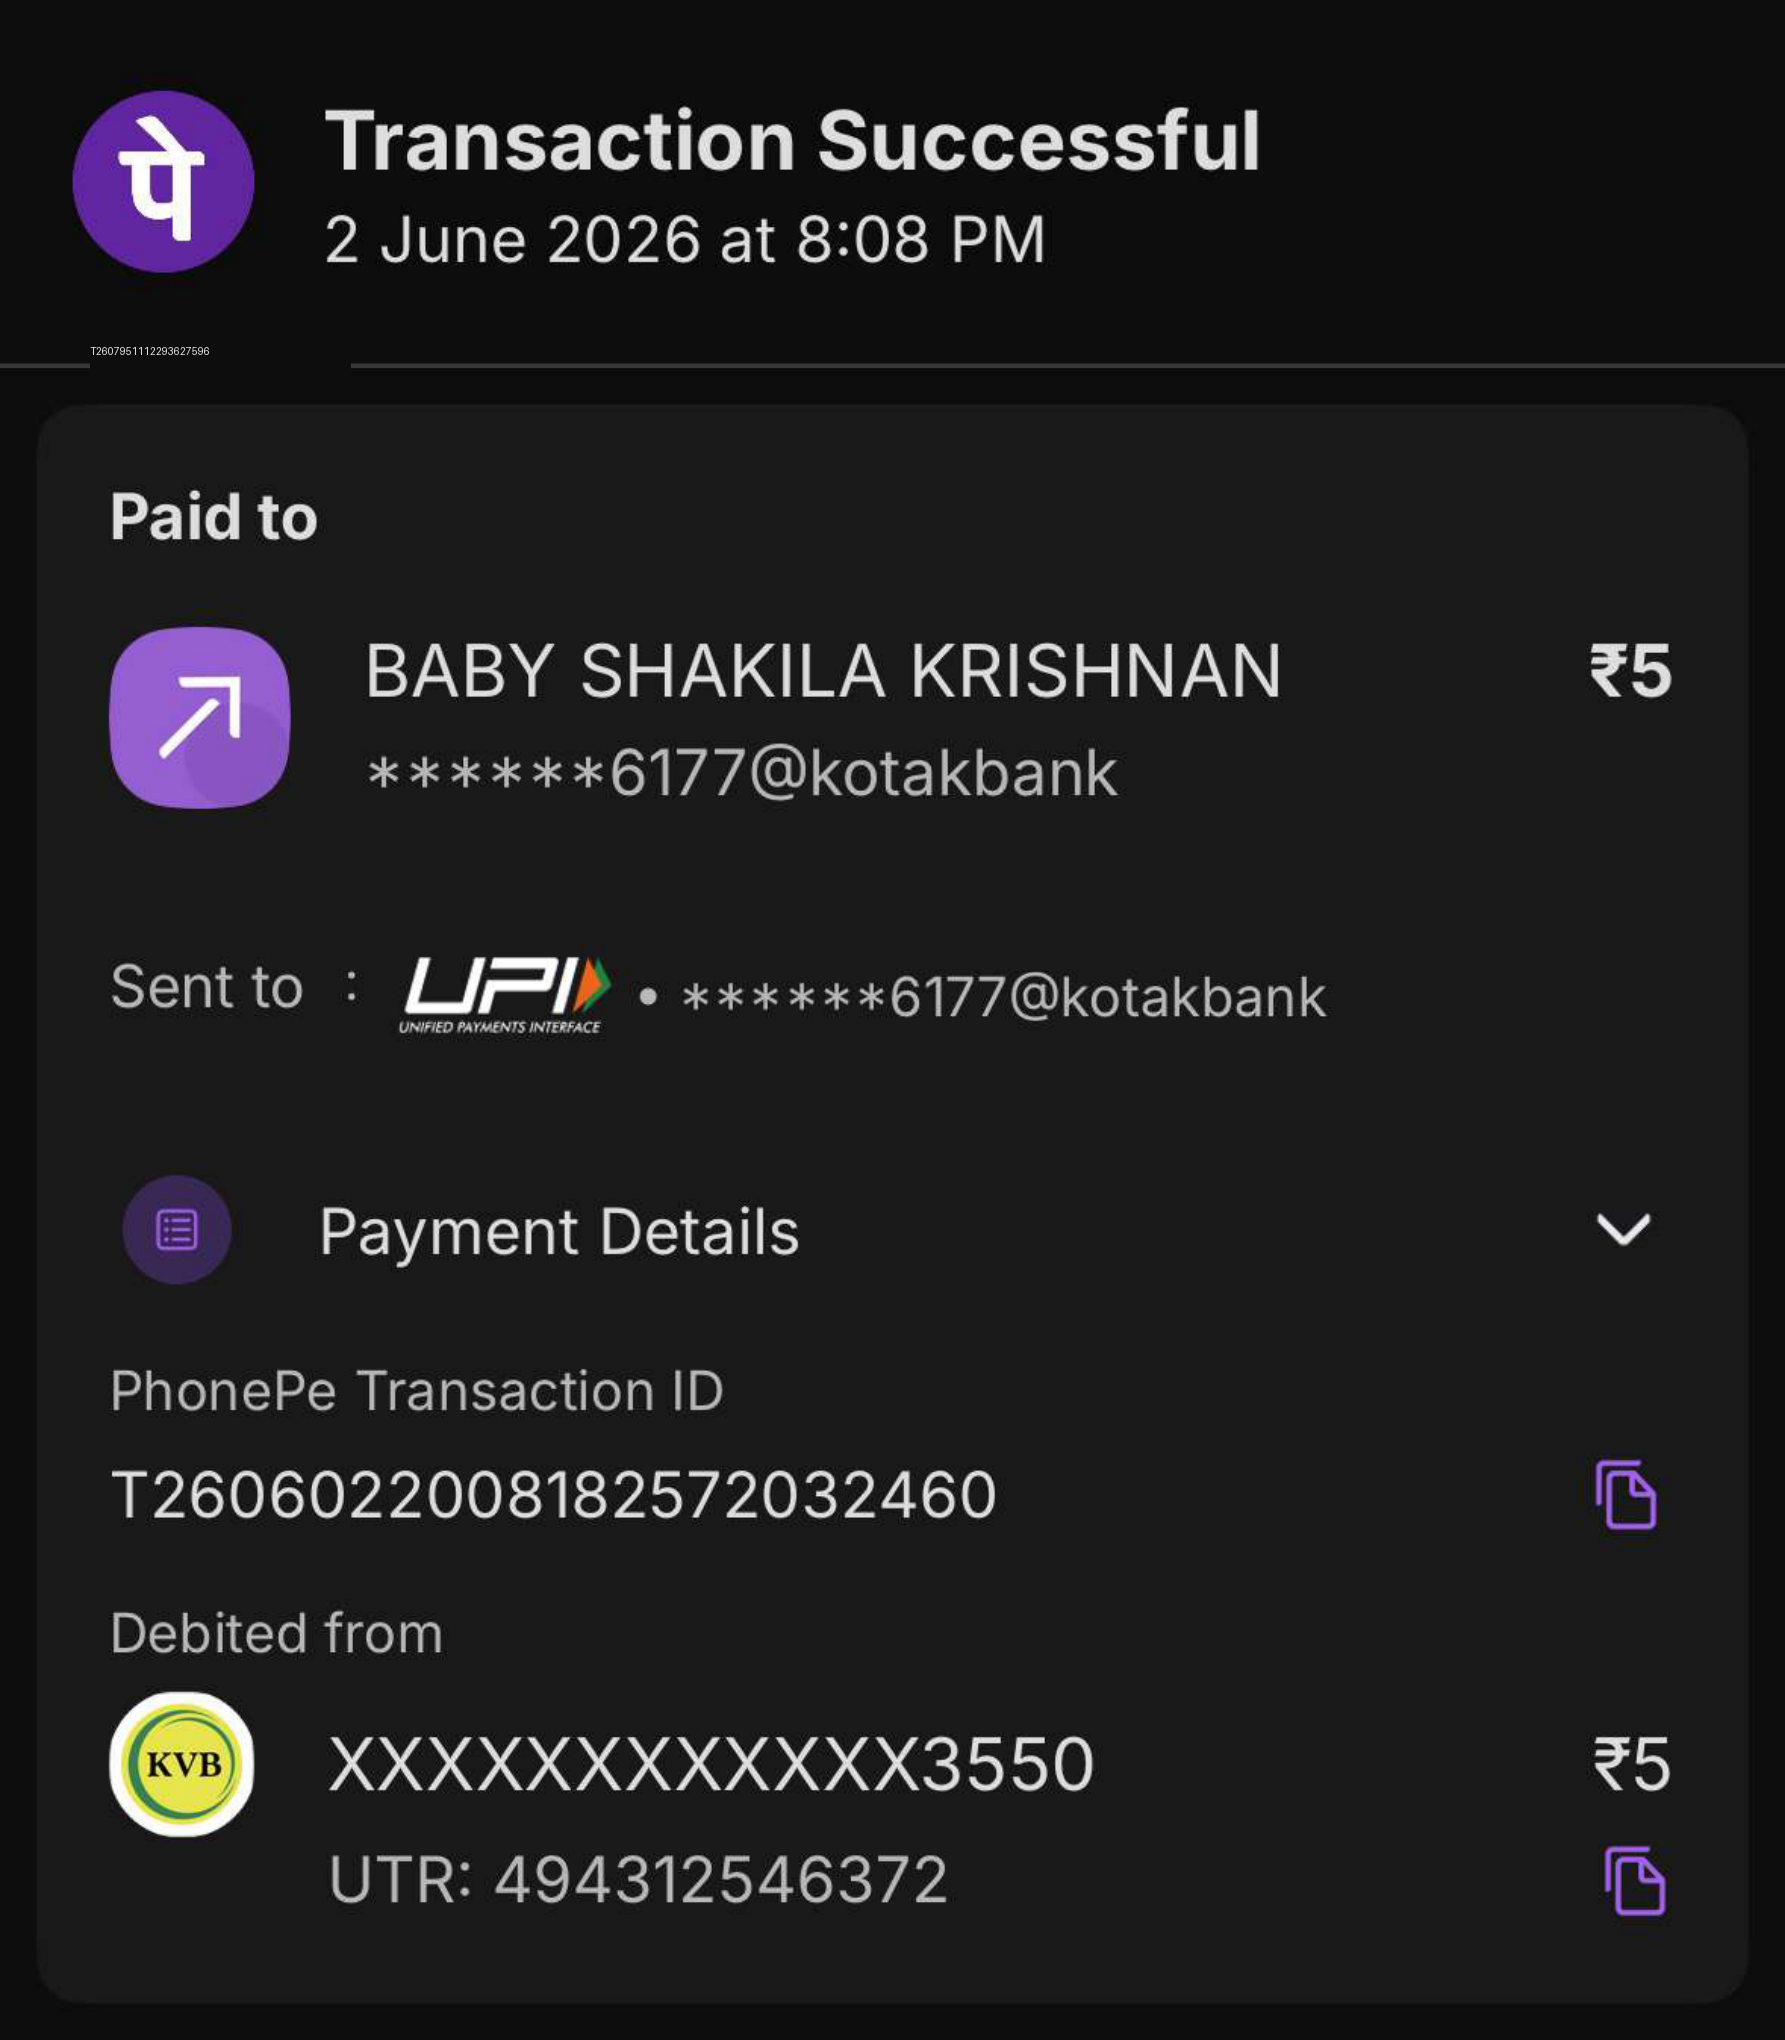 पे
Transaction Successful
2 June 2026 at 8:08 PM
T2607951112293627596
Paid to
BABY SHAKILA KRISHNAN ₹5
******6177@kotakbank
Sent to : UPI • ******6177@kotakbank
UNIFIED PAYMENTS INTERFACE
Payment Details
PhonePe Transaction ID
T2606022008182572032460
Debited from
KVB XXXXXXXXXXXX3550 ₹5
UTR: 494312546372